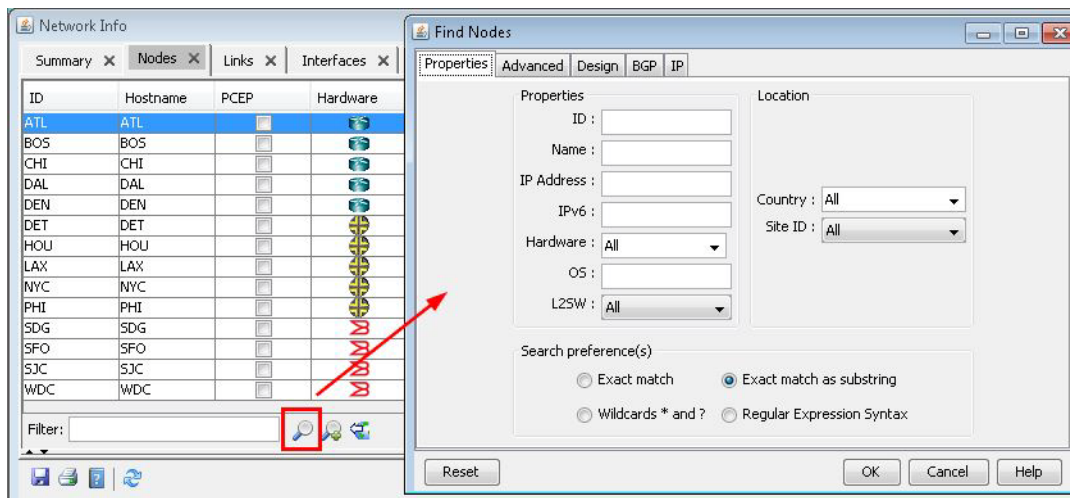 Network Info
Summary Nodes Links Interfaces
ID Hostname PCEP Hardware
ATL ATL
BOS BOS
CHI CHI
DAL DAL
DEN DEN
DET DET
HOU HOU
LAX LAX
NYC NYC
PHI PHI
SDG SDG
SFO SFO
SJC SJC
WDC WDC
Filter:
Find Nodes
Properties Advanced Design BGP IP
Properties
ID :
Name :
IP Address :
IPv6 :
Hardware : All
OS :
L2SW : All
Location
Country : All
Site ID : All
Search preference(s)
Exact match Exact match as substring
Wildcards * and ? Regular Expression Syntax
Reset OK Cancel Help